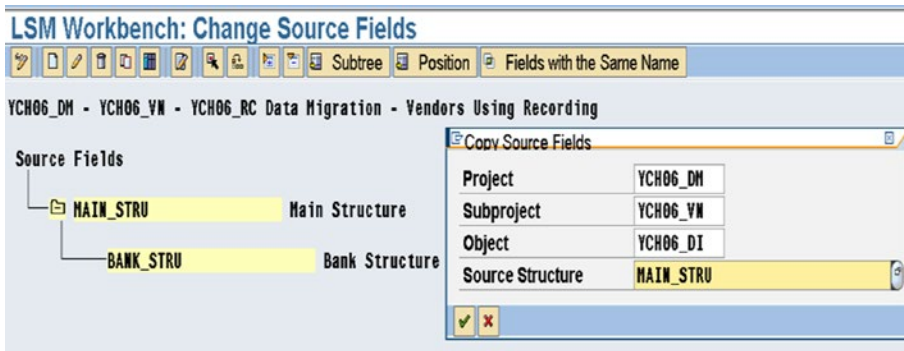 LSM Workbench: Change Source Fields
Subtree Position Fields with the Same Name
YCH06_DM - YCH06_VN - YCH06_RC Data Migration - Vendors Using Recording
Source Fields
MAIN_STRU Main Structure
BANK_STRU Bank Structure
Copy Source Fields
Project YCH06_DM
Subproject YCH06_VN
Object YCH06_DI
Source Structure MAIN_STRU